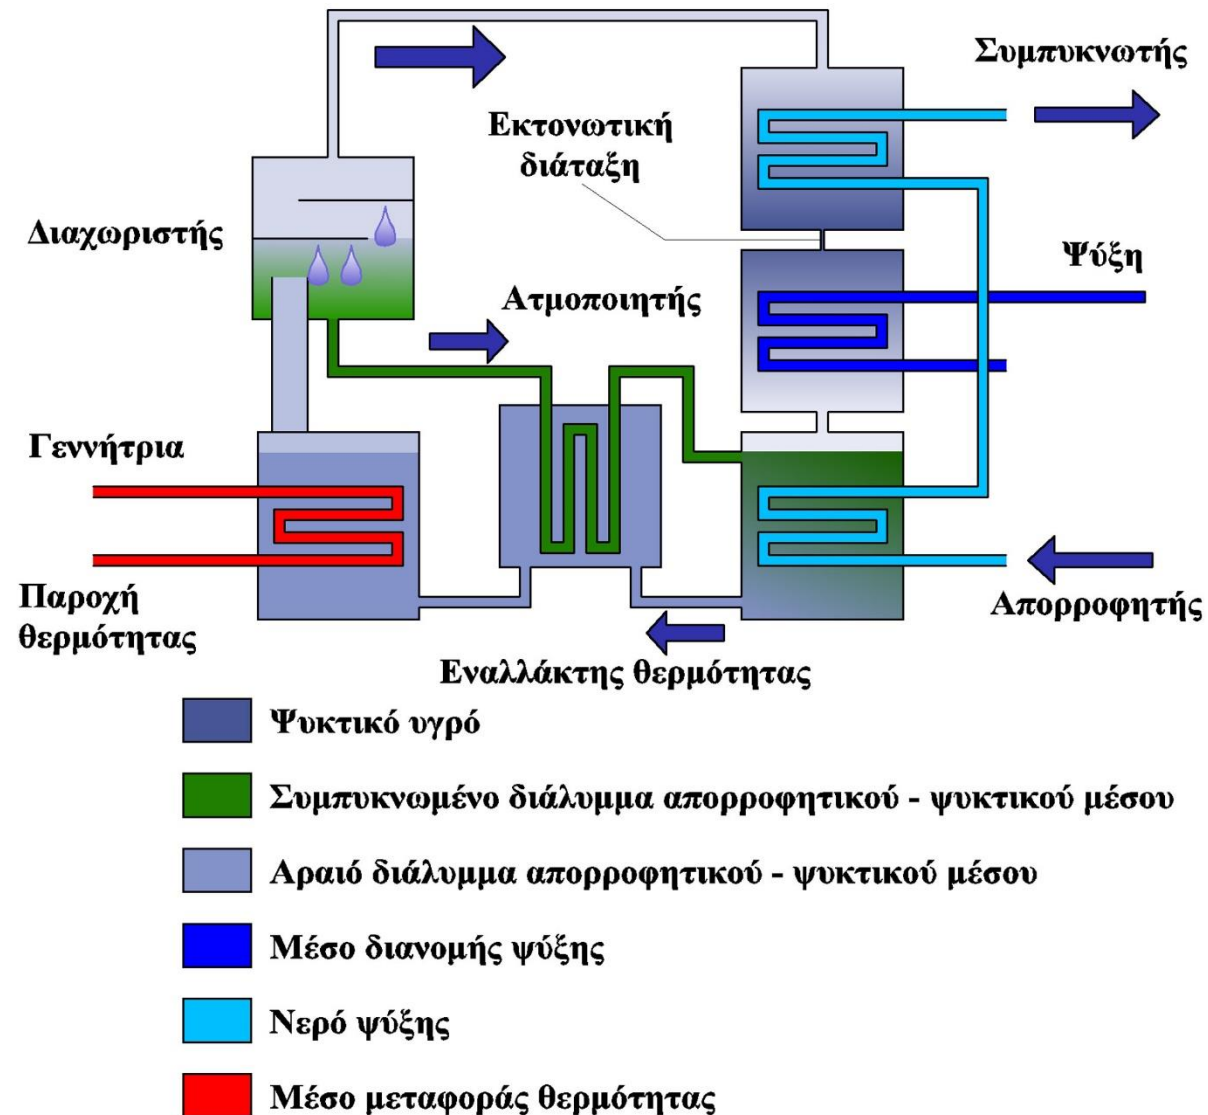 Συμπυκνωτής
Εκτονωτική
διάταξη
Διαχωριστής
Ψύξη
Ατμοποιητής
Γεννήτρια
Παροχή
θερμότητας
Απορροφητής
Εναλλάκτης θερμότητας
Ψυκτικό υγρό
Συμπυκνωμένο διάλυμμα απορροφητικού - ψυκτικού μέσου
Αραιό διάλυμμα απορροφητικού - ψυκτικού μέσου
Μέσο διανομής ψύξης
Νερό ψύξης
Μέσο μεταφοράς θερμότητας